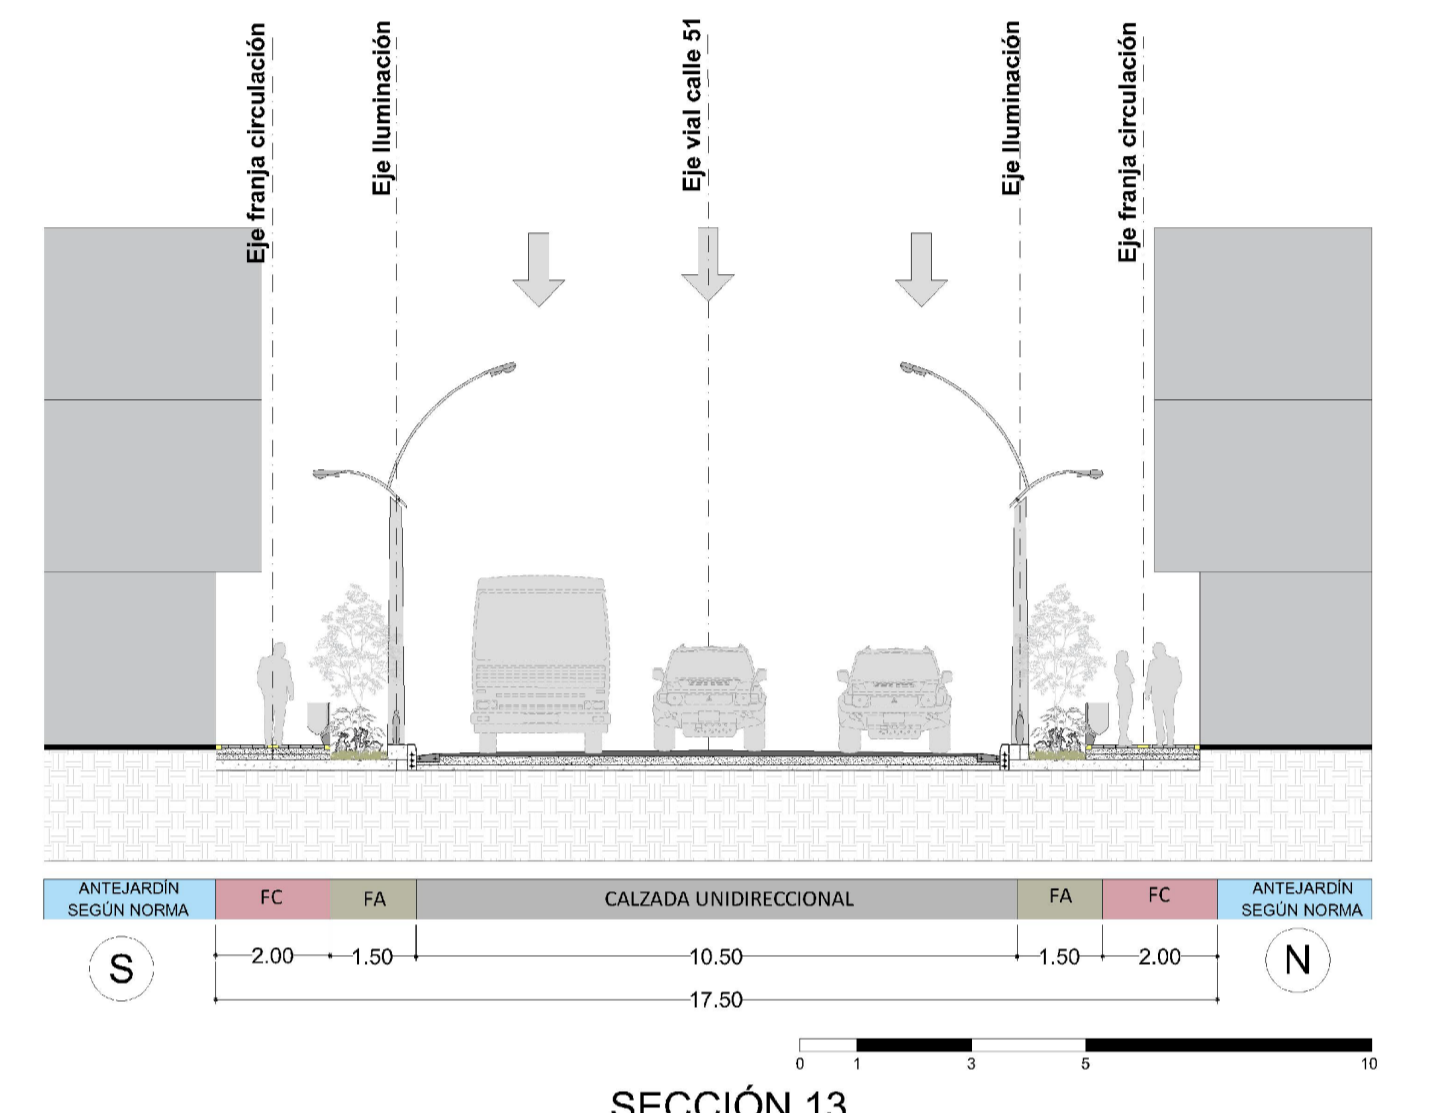 Eje franja circulación
Eje Iluminación
Eje vial calle 51
Eje Iluminación
Eje franja circulación
ANTEJARDÍN
SEGÚN NORMA
FC
FA
CALZADA UNIDIRECCIONAL
FA
FC
ANTEJARDÍN
SEGÚN NORMA
S
2.00
1.50
10.50
1.50
2.00
N
17.50
0 1 3 5 10
SECCIÓN 13